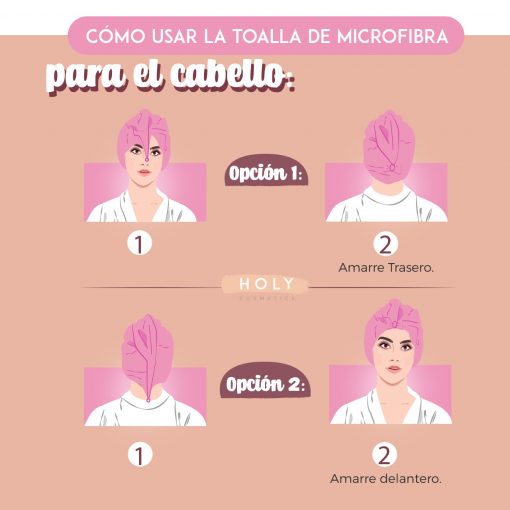 CÓMO USAR LA TOALLA DE MICROFIBRA
para el cabello:
Opción 1:
1
2
Amarre Trasero.
HOLY
COSMETICS
Opción 2:
1
2
Amarre delantero.